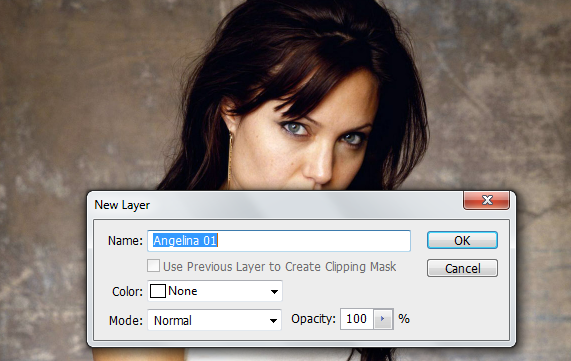 New Layer
Name: Angelina 01 OK
Use Previous Layer to Create Clipping Mask Cancel
Color: None
Mode: Normal Opacity: 100 %